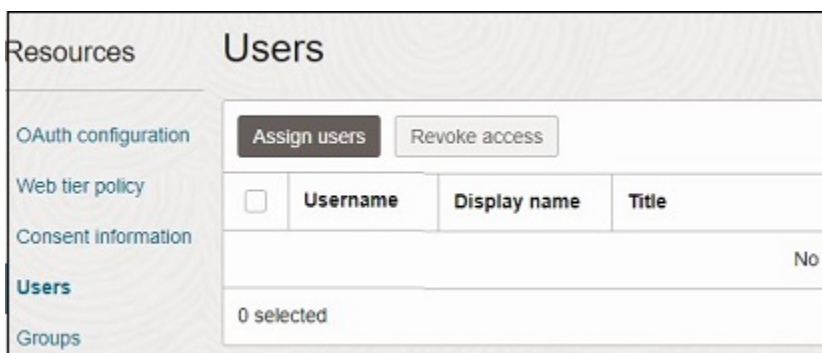 Resources
OAuth configuration
Web tier policy
Consent information
Users
Groups
Users
Assign users Revoke access
Username Display name Title
No
0 selected